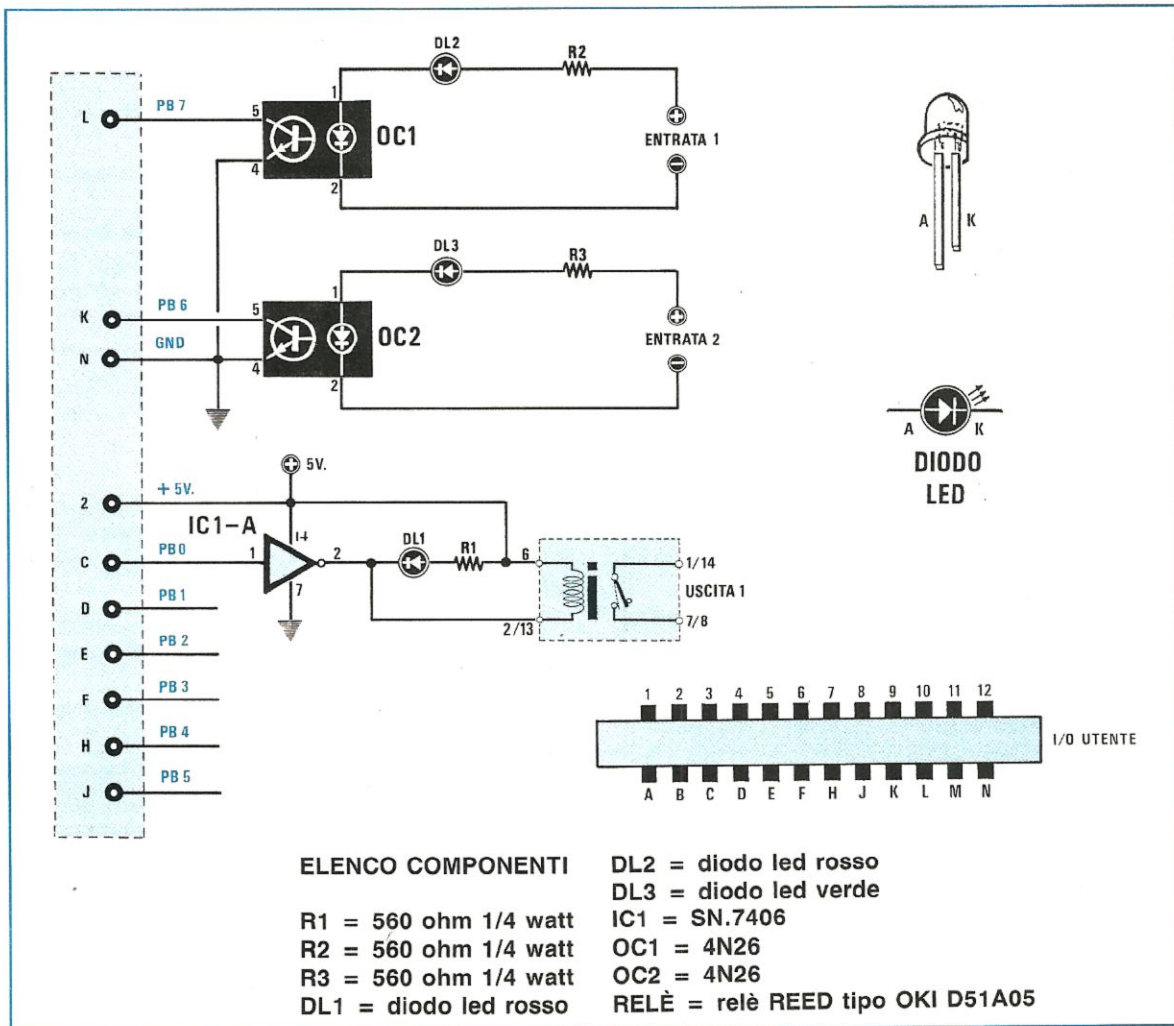 DL2
R2
L
PB 7
1
5
OC1
ENTRATA 1
4
2
A
K
DL3
R3
1
K
PB 6
5
OC2
ENTRATA 2
N
GND
4
2
A
K
DIODO
LED
5V.
2
+ 5V.
IC1-A
14
DL1
R1
C
PB0
1
2
6
1/14
USCITA 1
7
2/13
7/8
D
PB 1
E
PB 2
F
PB 3
H
PB 4
J
PB 5
1 2 3 4 5 6 7 8 9 10 11 12
I/O UTENTE
A B C D E F H J K L M N
ELENCO COMPONENTI
R1 = 560 ohm 1/4 watt
R2 = 560 ohm 1/4 watt
R3 = 560 ohm 1/4 watt
DL1 = diodo led rosso
DL2 = diodo led rosso
DL3 = diodo led verde
IC1 = SN.7406
OC1 = 4N26
OC2 = 4N26
RELÈ = relè REED tipo OKI D51A05